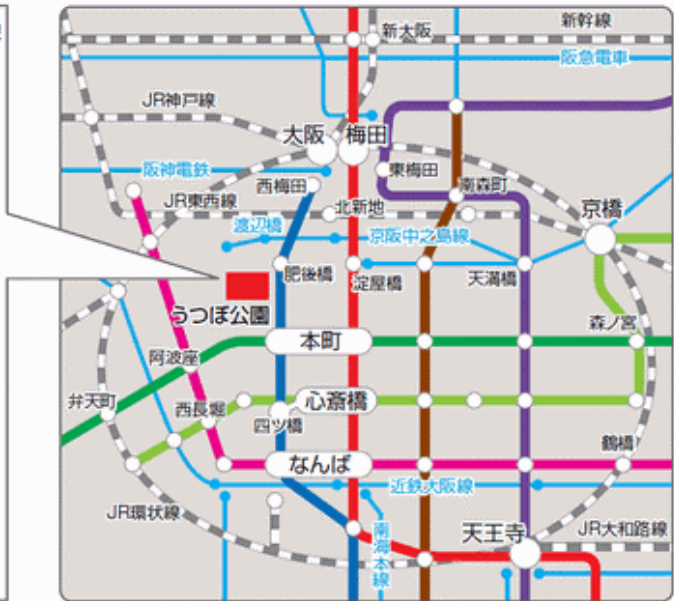 新幹線
新大阪
阪急電車
JR神戸線
大阪
梅田
阪神電鉄
東梅田
西梅田
南森町
JR東西線
北新地
京橋
渡辺橋
京阪中之島線
肥後橋
淀屋橋
天満橋
うつぼ公園
森ノ宮
本町
阿波座
弁天町
西長堀
心斎橋
四ツ橋
鶴橋
なんば
近鉄大阪線
JR環状線
南海本線
天王寺
JR大和路線